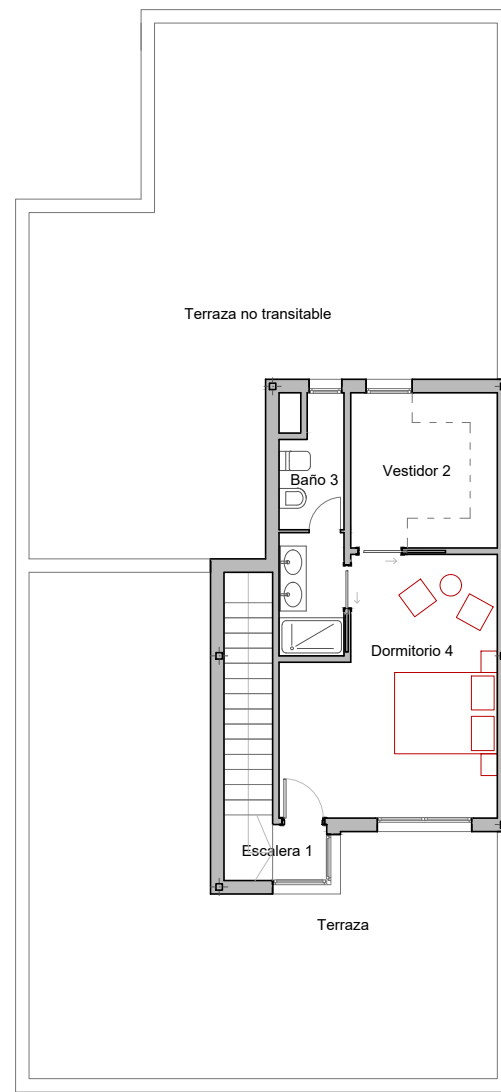 Terraza no transitable
Baño 3
Vestidor 2
Dormitorio 4
Escalera 1
Terraza